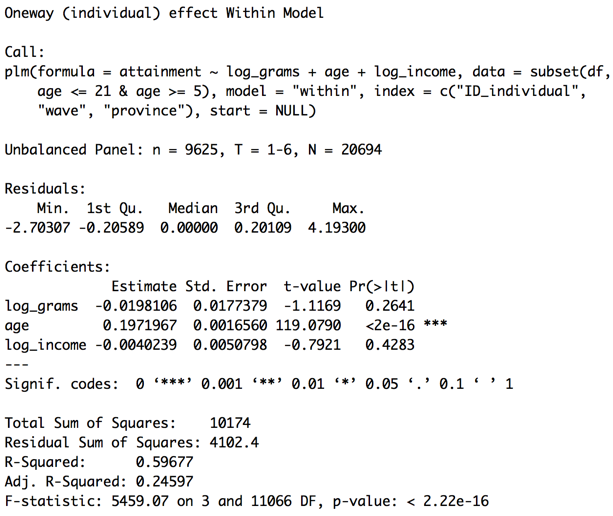 Oneway (individual) effect Within Model
Call:
plm(formula = attainment ~ log_grams + age + log_income, data = subset(df,
    age <= 21 & age >= 5), model = "within", index = c("ID_individual",
    "wave", "province"), start = NULL)
Unbalanced Panel: n = 9625, T = 1-6, N = 20694
Residuals:
    Min.  1st Qu.   Median  3rd Qu.     Max.
-2.70307 -0.20589  0.00000  0.20109  4.19300
Coefficients:
             Estimate Std. Error  t-value Pr(>|t|)
log_grams  -0.0198106  0.0177379  -1.1169   0.2641
age         0.1971967  0.0016560 119.0790   <2e-16 ***
log_income -0.0040239  0.0050798  -0.7921   0.4283
---
Signif. codes:  0 ‘***’ 0.001 ‘**’ 0.01 ‘*’ 0.05 ‘.’ 0.1 ‘ ’ 1
Total Sum of Squares:    10174
Residual Sum of Squares: 4102.4
R-Squared:      0.59677
Adj. R-Squared: 0.24597
F-statistic: 5459.07 on 3 and 11066 DF, p-value: < 2.22e-16